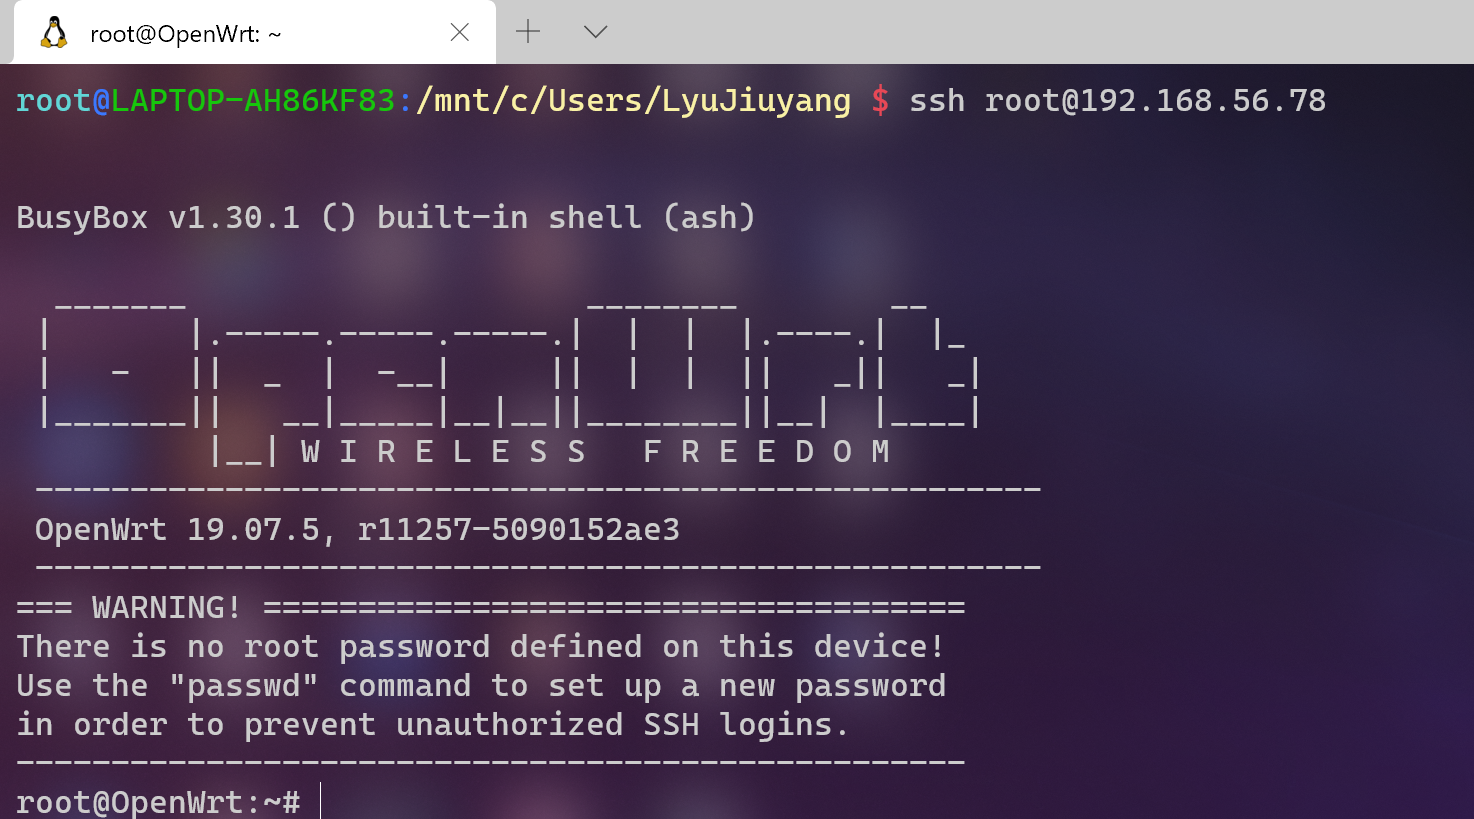 root@OpenWrt: ~
root@LAPTOP-AH86KF83:/mnt/c/Users/LyuJiuyang $ ssh root@192.168.56.78
BusyBox v1.30.1 () built-in shell (ash)
  _______                     ________        __
 |       |.-----.-----.-----.|  |  |  |.----.|  |_
 |   -   ||  _  |  -__|     ||  |  |  ||   _||   _|
 |_______||   __|_____|__|__||________||__|  |____|
          |__| W I R E L E S S   F R E E D O M
 -----------------------------------------------------
 OpenWrt 19.07.5, r11257-5090152ae3
 -----------------------------------------------------
=== WARNING! =====================================
There is no root password defined on this device!
Use the "passwd" command to set up a new password
in order to prevent unauthorized SSH logins.
--------------------------------------------------
root@OpenWrt:~#